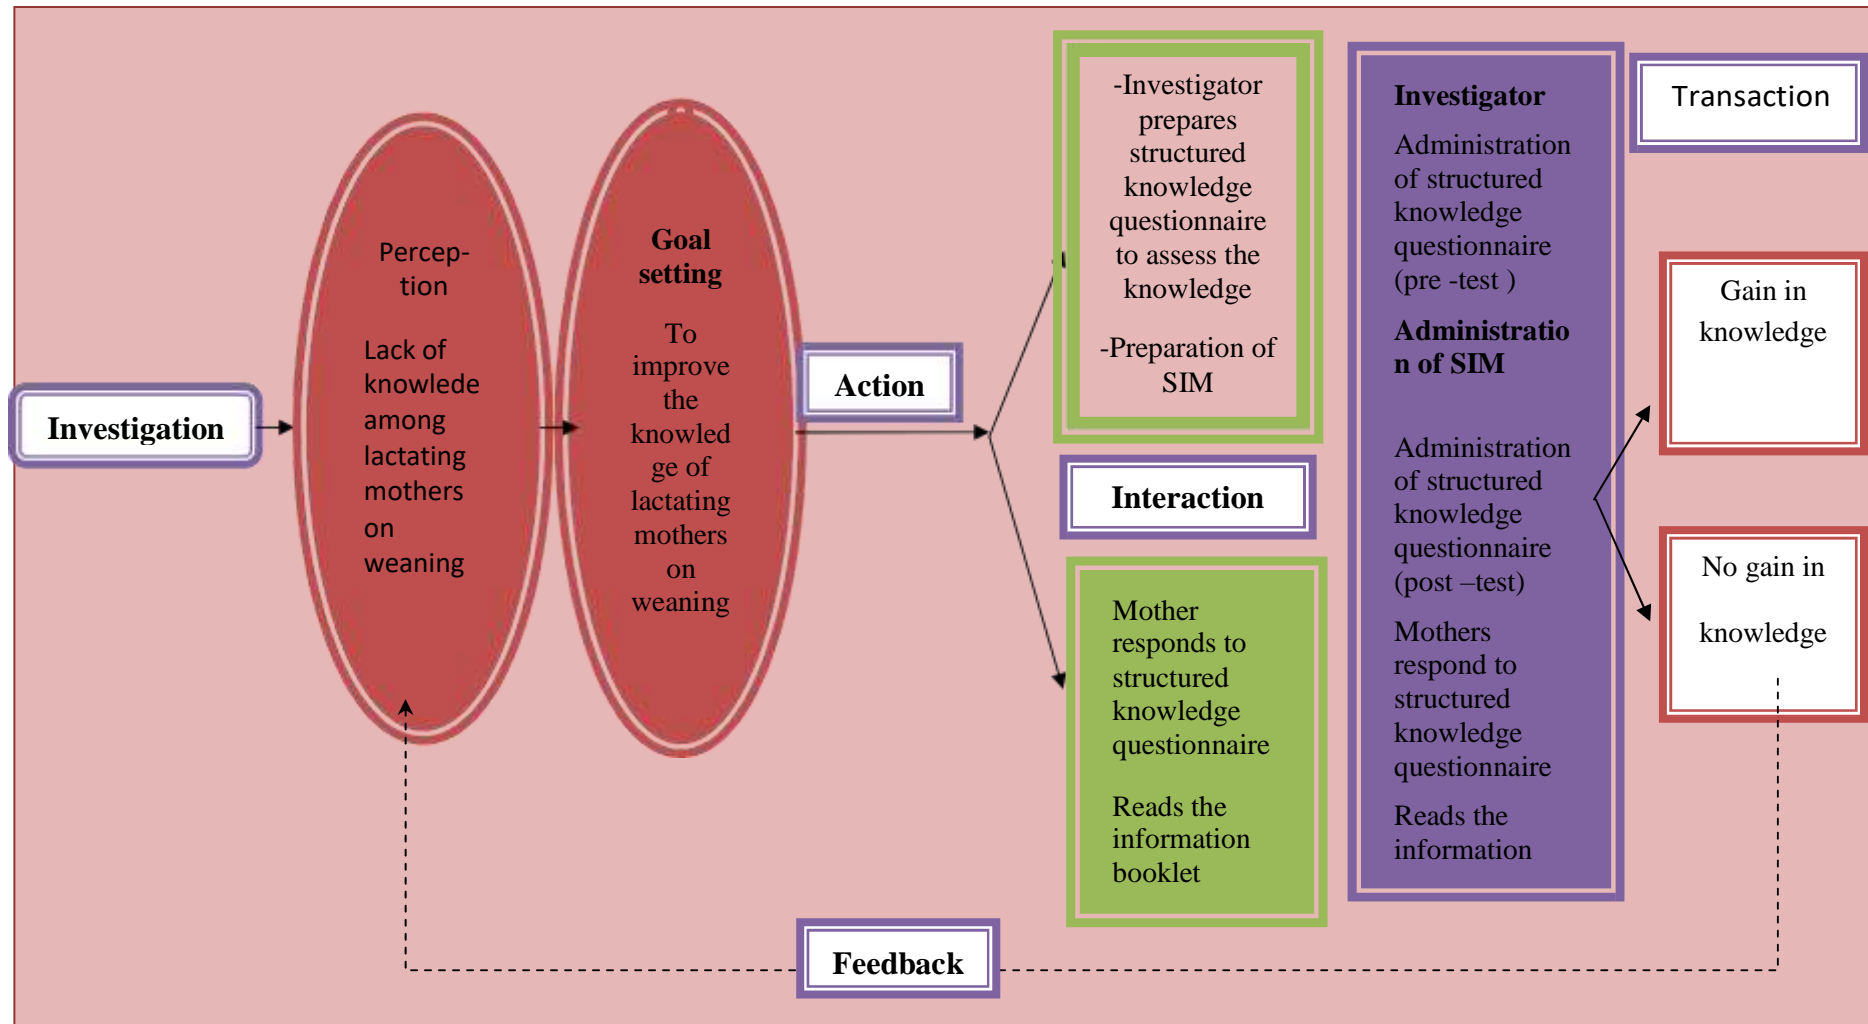 Investigation
Percep-
tion
Lack of
knowlede
among
lactating
mothers
on
weaning
Goal
setting
To
improve
the
knowled
ge of
lactating
mothers
on
weaning
Action
-Investigator
prepares
structured
knowledge
questionnaire
to assess the
knowledge
-Preparation of
SIM
Interaction
Mother
responds to
structured
knowledge
questionnaire
Reads the
information
booklet
Investigator
Administration
of structured
knowledge
questionnaire
(pre -test )
Administratio
n of SIM
Administration
of structured
knowledge
questionnaire
(post –test)
Mothers
respond to
structured
knowledge
questionnaire
Reads the
information
Transaction
Gain in
knowledge
No gain in
knowledge
Feedback